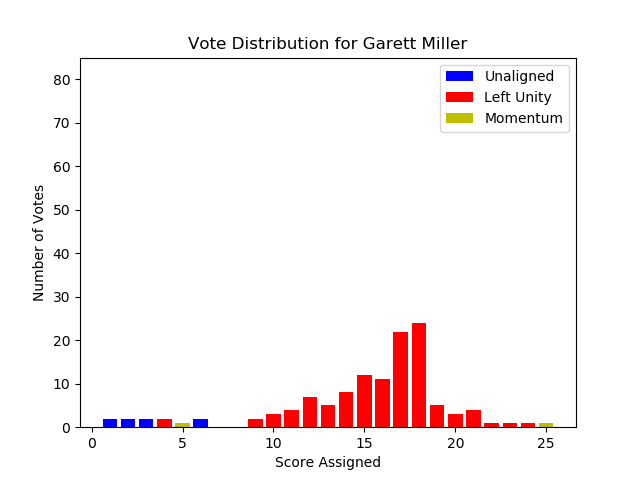 Vote Distribution for Garett Miller
Unaligned
Left Unity
Momentum
80
70
60
50
40
30
20
10
0
Number of Votes
0 5 10 15 20 25
Score Assigned